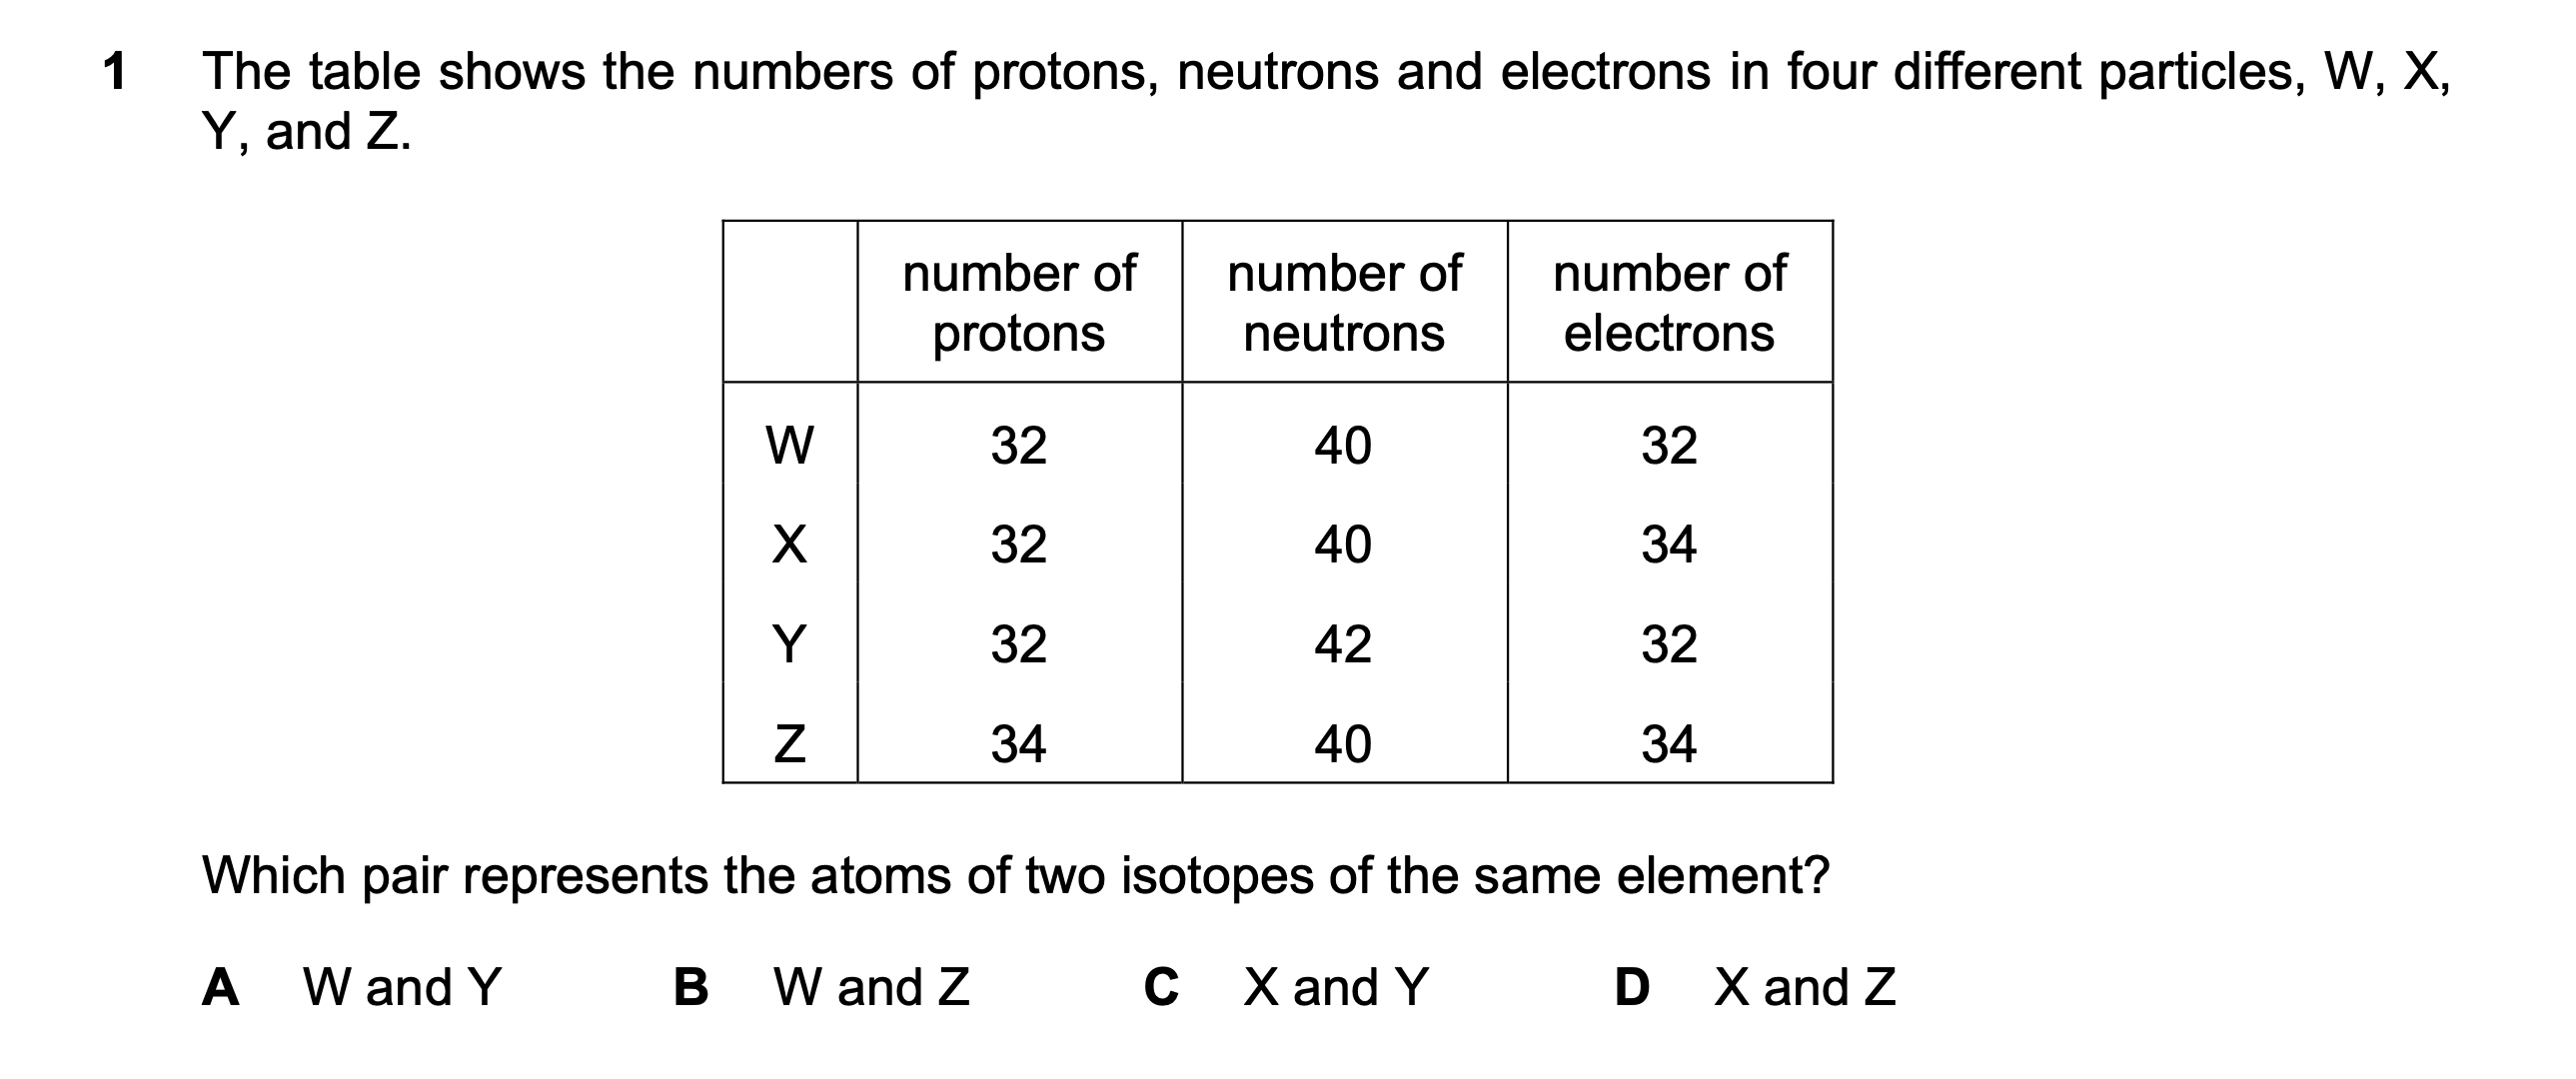 1 The table shows the numbers of protons, neutrons and electrons in four different particles, W, X,
Y, and Z.
number of protons number of neutrons number of electrons
W 32 40 32
X 32 40 34
Y 32 42 32
Z 34 40 34
Which pair represents the atoms of two isotopes of the same element?
A W and Y B W and Z C X and Y D X and Z